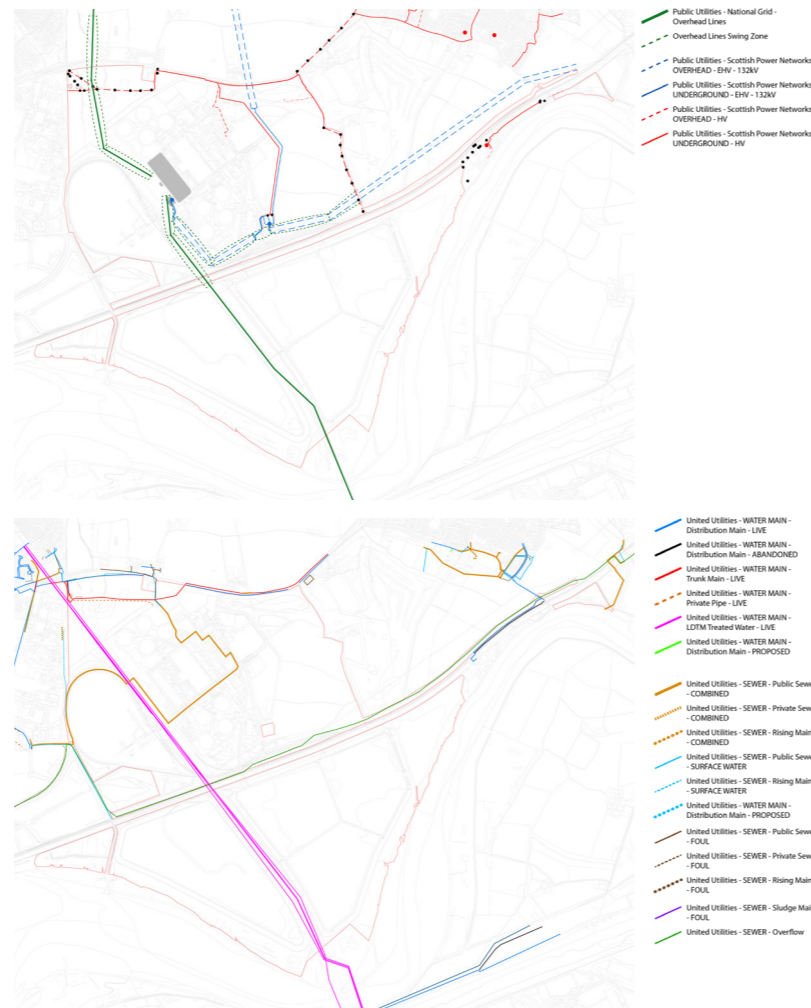 Public Utilities - National Grid -
Overhead Lines
Overhead Lines Swing Zone
Public Utilities - Scottish Power Networks
OVERHEAD - EHV - 132kV
Public Utilities - Scottish Power Networks
UNDERGROUND - EHV - 132kV
Public Utilities - Scottish Power Networks
OVERHEAD - HV
Public Utilities - Scottish Power Networks
UNDERGROUND - HV
United Utilities - WATER MAIN -
Distribution Main - LIVE
United Utilities - WATER MAIN -
Distribution Main - ABANDONED
United Utilities - WATER MAIN -
Trunk Main - LIVE
United Utilities - WATER MAIN -
Private Pipe - LIVE
United Utilities - WATER MAIN -
LDTM Treated Water - LIVE
United Utilities - WATER MAIN -
Distribution Main - PROPOSED
United Utilities - SEWER - Public Sewe
- COMBINED
United Utilities - SEWER - Private Sew
- COMBINED
United Utilities - SEWER - Rising Main
- COMBINED
United Utilities - SEWER - Public Sewe
- SURFACE WATER
United Utilities - SEWER - Rising Main
- SURFACE WATER
United Utilities - WATER MAIN -
Distribution Main - PROPOSED
United Utilities - SEWER - Public Sewe
- FOUL
United Utilities - SEWER - Private Sew
- FOUL
United Utilities - SEWER - Rising Main
- FOUL
United Utilities - SEWER - Sludge Mai
- FOUL
United Utilities - SEWER - Overflow